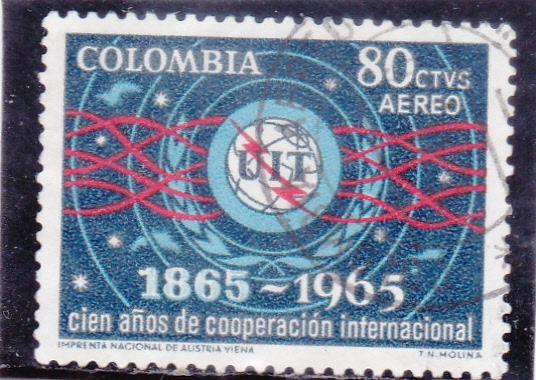 COLOMBIA 80 CTVS
AEREO
UIT
1865~1965
cien años de cooperación internacional
IMPRENTA NACIONAL DE AUSTRIA VIENA T.N. MOLINA